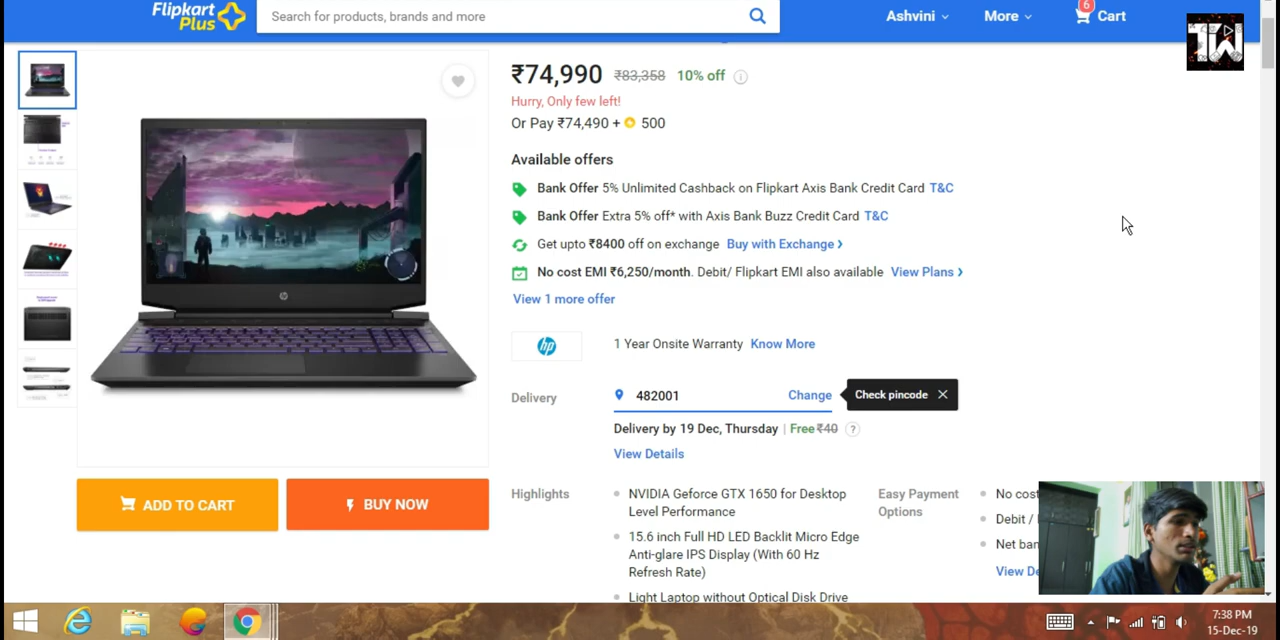 Flipkart
Plus
Search for products, brands and more
Ashvini
More
6
Cart
TW
₹74,990 ₹83,358 10% off
Hurry, Only few left!
Or Pay ₹74,490 + 500
Available offers
Bank Offer 5% Unlimited Cashback on Flipkart Axis Bank Credit Card T&C
Bank Offer Extra 5% off* with Axis Bank Buzz Credit Card T&C
Get upto ₹8400 off on exchange Buy with Exchange
No cost EMI ₹6,250/month. Debit/ Flipkart EMI also available View Plans
View 1 more offer
hp
1 Year Onsite Warranty Know More
Delivery
482001
Change
Check pincode
Delivery by 19 Dec, Thursday | Free ₹40 ?
View Details
ADD TO CART
BUY NOW
Highlights
NVIDIA Geforce GTX 1650 for Desktop
Level Performance
15.6 inch Full HD LED Backlit Micro Edge
Anti-glare IPS Display (With 60 Hz
Refresh Rate)
Light Laptop without Optical Disk Drive
Easy Payment
Options
No cost
Debit /
Net ban
View De
7:38 PM
15-Dec-19